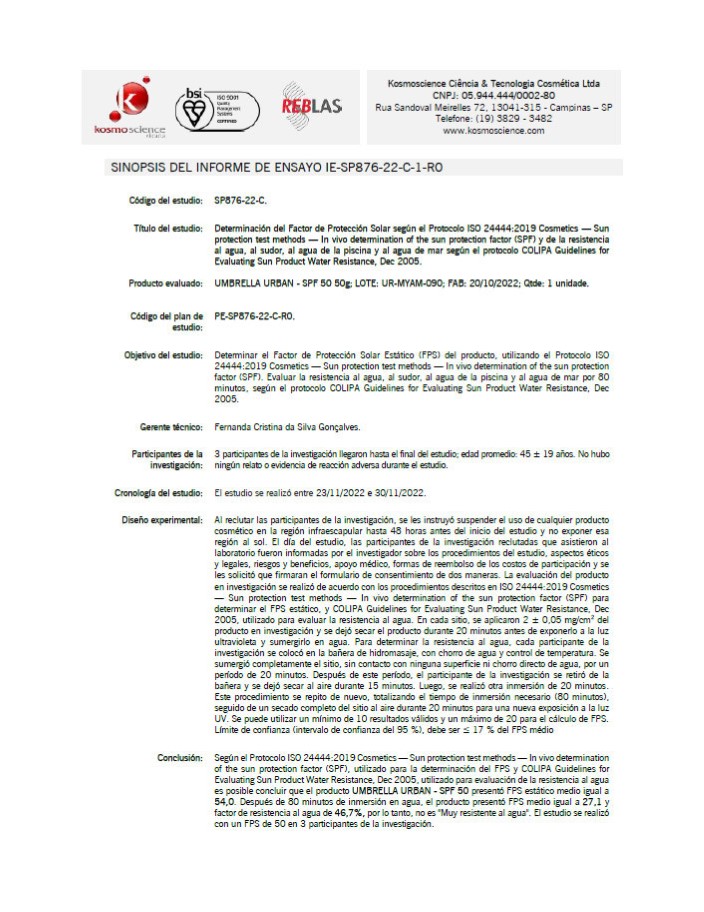 bsi
ISO 9001
Quality
Management
Systems
CERTIFIED
REBLAS
kosmoscience
Kosmoscience Ciência & Tecnologia Cosmética Ltda
CNPJ: 05.944.444/0002-80
Rua Sandoval Meirelles 72, 13041-315 - Campinas – SP
Telefone: (19) 3829 - 3482
www.kosmoscience.com
SINOPSIS DEL INFORME DE ENSAYO IE-SP876-22-C-1-R0
Código del estudio: SP876-22-C.
Título del estudio: Determinación del Factor de Protección Solar según el Protocolo ISO 24444:2019 Cosmetics — Sun
protection test methods — In vivo determination of the sun protection factor (SPF) y de la resistencia
al agua, al sudor, al agua de la piscina y al agua de mar según el protocolo COLIPA Guidelines for
Evaluating Sun Product Water Resistance, Dec 2005.
Producto evaluado: UMBRELLA URBAN - SPF 50 50g; LOTE: UR-MYAM-090; FAB: 20/10/2022; Qtde: 1 unidade.
Código del plan de PE-SP876-22-C-R0.
estudio:
Objetivo del estudio: Determinar el Factor de Protección Solar Estático (FPS) del producto, utilizando el Protocolo ISO
24444:2019 Cosmetics — Sun protection test methods — In vivo determination of the sun protection
factor (SPF). Evaluar la resistencia al agua, al sudor, al agua de la piscina y al agua de mar por 80
minutos, según el protocolo COLIPA Guidelines for Evaluating Sun Product Water Resistance, Dec
2005.
Gerente técnico: Fernanda Cristina da Silva Gonçalves.
Participantes de la 3 participantes de la investigación llegaron hasta el final del estudio; edad promedio: 45 ± 19 años. No hubo
investigación: ningún relato o evidencia de reacción adversa durante el estudio.
Cronología del estudio: El estudio se realizó entre 23/11/2022 e 30/11/2022.
Diseño experimental: Al reclutar las participantes de la investigación, se les instruyó suspender el uso de cualquier producto
cosmético en la región infraescapular hasta 48 horas antes del inicio del estudio y no exponer esa
región al sol. El día del estudio, las participantes de la investigación reclutadas que asistieron al
laboratorio fueron informadas por el investigador sobre los procedimientos del estudio, aspectos éticos
y legales, riesgos y beneficios, apoyo médico, formas de reembolso de los costos de participación y se
les solicitó que firmaran el formulario de consentimiento de dos maneras. La evaluación del producto
en investigación se realizó de acuerdo con los procedimientos descritos en ISO 24444:2019 Cosmetics
— Sun protection test methods — In vivo determination of the sun protection factor (SPF) para
determinar el FPS estático, y COLIPA Guidelines for Evaluating Sun Product Water Resistance, Dec
2005, utilizado para evaluar la resistencia al agua. En cada sitio, se aplicaron 2 ± 0,05 mg/cm² del
producto en investigación y se dejó secar el producto durante 20 minutos antes de exponerlo a la luz
ultravioleta y sumergirlo en agua. Para determinar la resistencia al agua, cada participante de la
investigación se colocó en la bañera de hidromasaje, con chorro de agua y control de temperatura. Se
sumergió completamente el sitio, sin contacto con ninguna superficie ni chorro directo de agua, por un
período de 20 minutos. Después de este período, el participante de la investigación se retiró de la
bañera y se dejó secar al aire durante 15 minutos. Luego, se realizó otra inmersión de 20 minutos.
Este procedimiento se repito de nuevo, totalizando el tiempo de inmersión necesario (80 minutos),
seguido de un secado completo del sitio al aire durante 20 minutos para una nueva exposición a la luz
UV. Se puede utilizar un mínimo de 10 resultados válidos y un máximo de 20 para el cálculo de FPS.
Límite de confianza (intervalo de confianza del 95 %), debe ser ≤ 17 % del FPS médio
Conclusión: Según el Protocolo ISO 24444:2019 Cosmetics — Sun protection test methods — In vivo determination
of the sun protection factor (SPF), utilizado para la determinación del FPS y COLIPA Guidelines for
Evaluating Sun Product Water Resistance, Dec 2005, utilizado para evaluación de la resistencia al agua
es posible concluir que el producto UMBRELLA URBAN - SPF 50 presentó FPS estático medio igual a
54,0. Después de 80 minutos de inmersión en agua, el producto presentó FPS medio igual a 27,1 y
factor de resistencia al agua de 46,7%, por lo tanto, no es "Muy resistente al agua". El estudio se realizó
con un FPS de 50 en 3 participantes de la investigación.